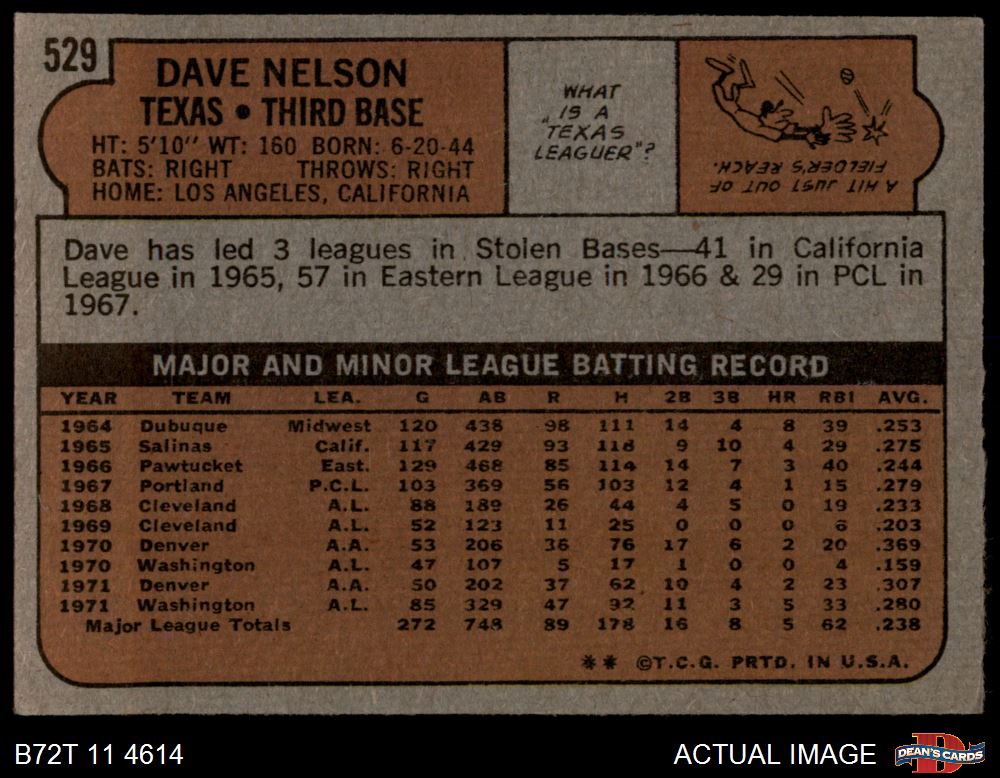 529
DAVE NELSON
TEXAS • THIRD BASE
HT: 5'10" WT: 160 BORN: 6-20-44
BATS: RIGHT THROWS: RIGHT
HOME: LOS ANGELES, CALIFORNIA
WHAT
IS A
"TEXAS
LEAGUER"?
A HIT JUST OUT OF
FIELDER'S REACH.
Dave has led 3 leagues in Stolen Bases—41 in California
League in 1965, 57 in Eastern League in 1966 & 29 in PCL in
1967.
MAJOR AND MINOR LEAGUE BATTING RECORD
YEAR TEAM LEA. G AB R H 2B 3B HR RBI AVG.
1964 Dubuque Midwest 120 438 98 111 14 4 8 39 .253
1965 Salinas Calif. 117 429 93 118 9 10 4 29 .275
1966 Pawtucket East. 129 468 85 114 14 7 3 40 .244
1967 Portland P.C.L. 103 369 56 103 12 4 1 15 .279
1968 Cleveland A.L. 88 189 26 44 4 5 0 19 .233
1969 Cleveland A.L. 52 123 11 25 0 0 0 6 .203
1970 Denver A.A. 53 206 36 76 17 6 2 20 .369
1970 Washington A.L. 47 107 5 17 1 0 0 4 .159
1971 Denver A.A. 50 202 37 62 10 4 2 23 .307
1971 Washington A.L. 85 329 47 92 11 3 5 33 .280
Major League Totals 272 748 89 178 16 8 5 62 .238
** ©T.C.G. PRTD. IN U.S.A.
B72T 11 4614
ACTUAL IMAGE
D
DEAN'S CARDS